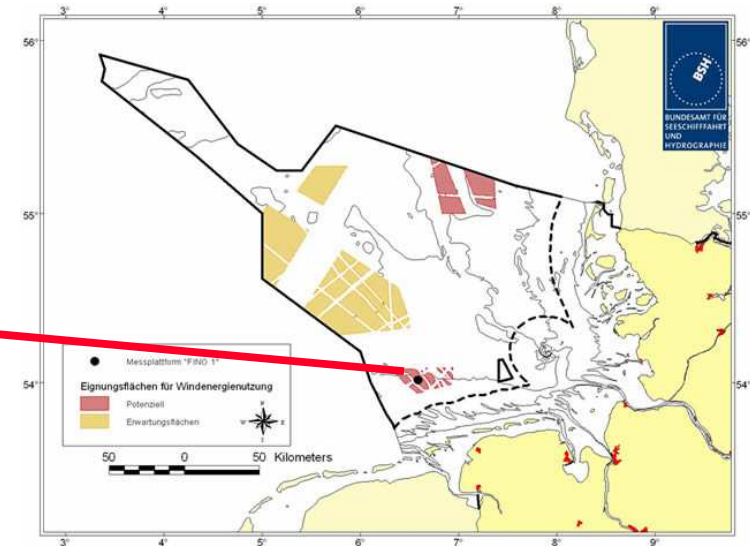 3° 4° 5° 6° 7° 8° 9°
56° 56°
BSH
BUNDESAMT FÜR
SEESCHIFFFAHRT
UND
HYDROGRAPHIE
55° 55°
Messplattform "FINO 1"
Eignungsflächen für Windenergienutzung
Potenziell
Erwartungsflächen
N
W E
S
54° 54°
50 0 50 Kilometers
3° 4° 5° 6° 7° 8° 9°